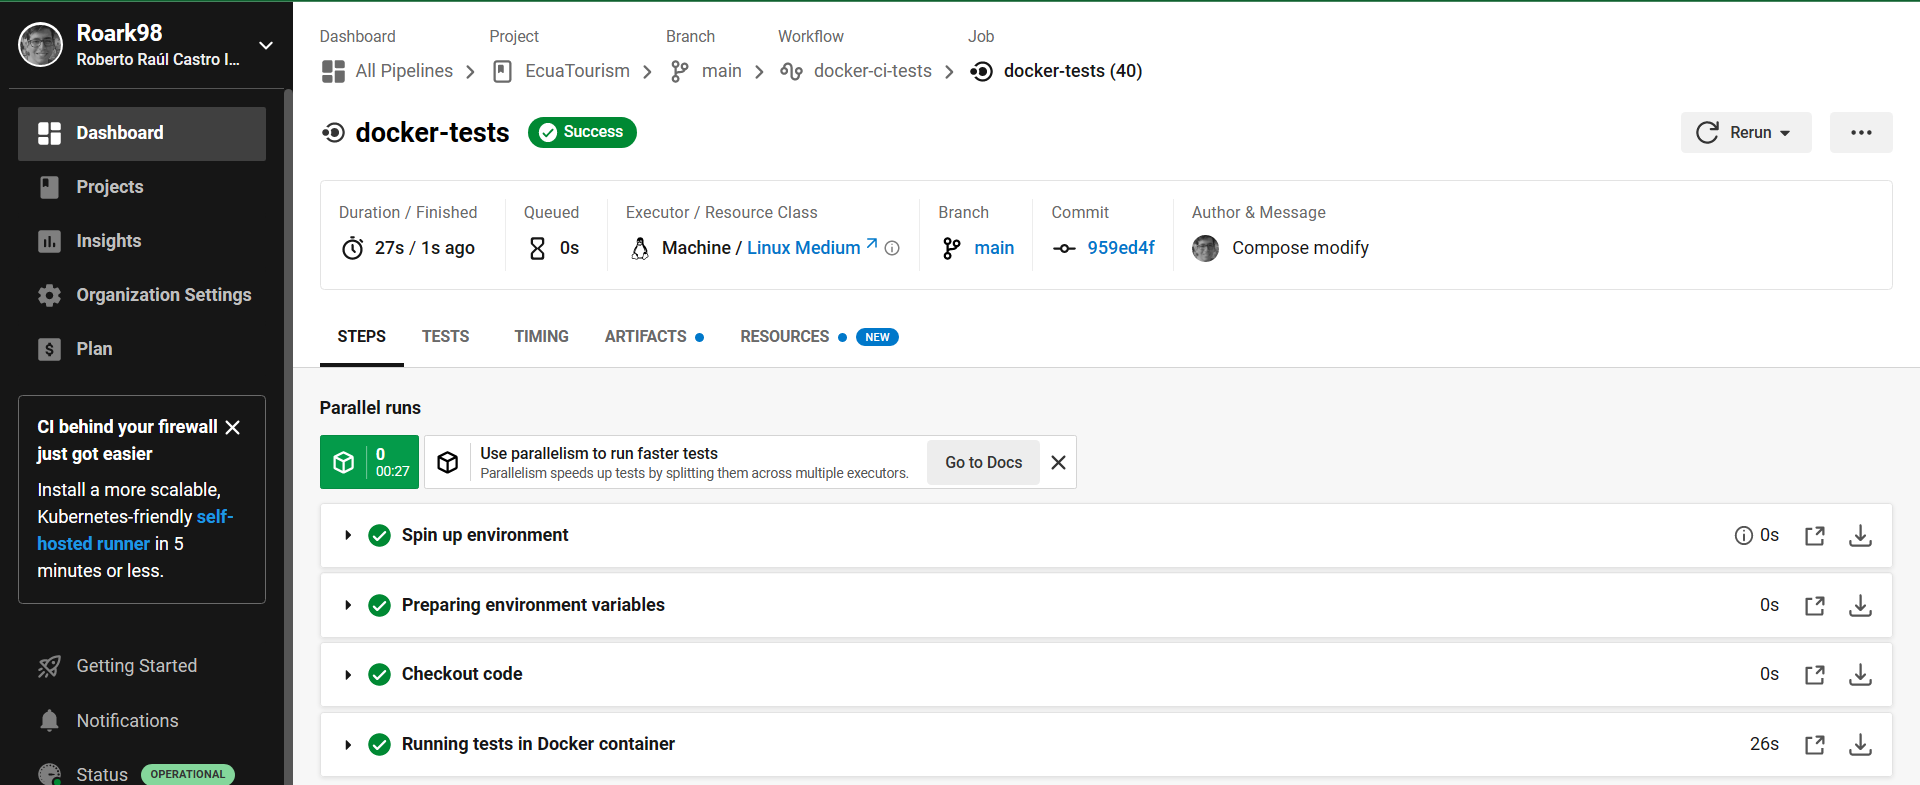 Roark98
Roberto Raúl Castro I...
Dashboard
Projects
Insights
Organization Settings
Plan
CI behind your firewall
just got easier
Install a more scalable,
Kubernetes-friendly self-
hosted runner in 5
minutes or less.
Getting Started
Notifications
Status OPERATIONAL
Dashboard Project Branch Workflow Job
All Pipelines EcuaTourism main docker-ci-tests docker-tests (40)
docker-tests Success
Rerun
Duration / Finished
27s / 1s ago
Queued
0s
Executor / Resource Class
Machine / Linux Medium
Branch
main
Commit
959ed4f
Author & Message
Compose modify
STEPS TESTS TIMING ARTIFACTS RESOURCES NEW
Parallel runs
0
00:27
Use parallelism to run faster tests
Parallelism speeds up tests by splitting them across multiple executors.
Go to Docs
Spin up environment 0s
Preparing environment variables 0s
Checkout code 0s
Running tests in Docker container 26s